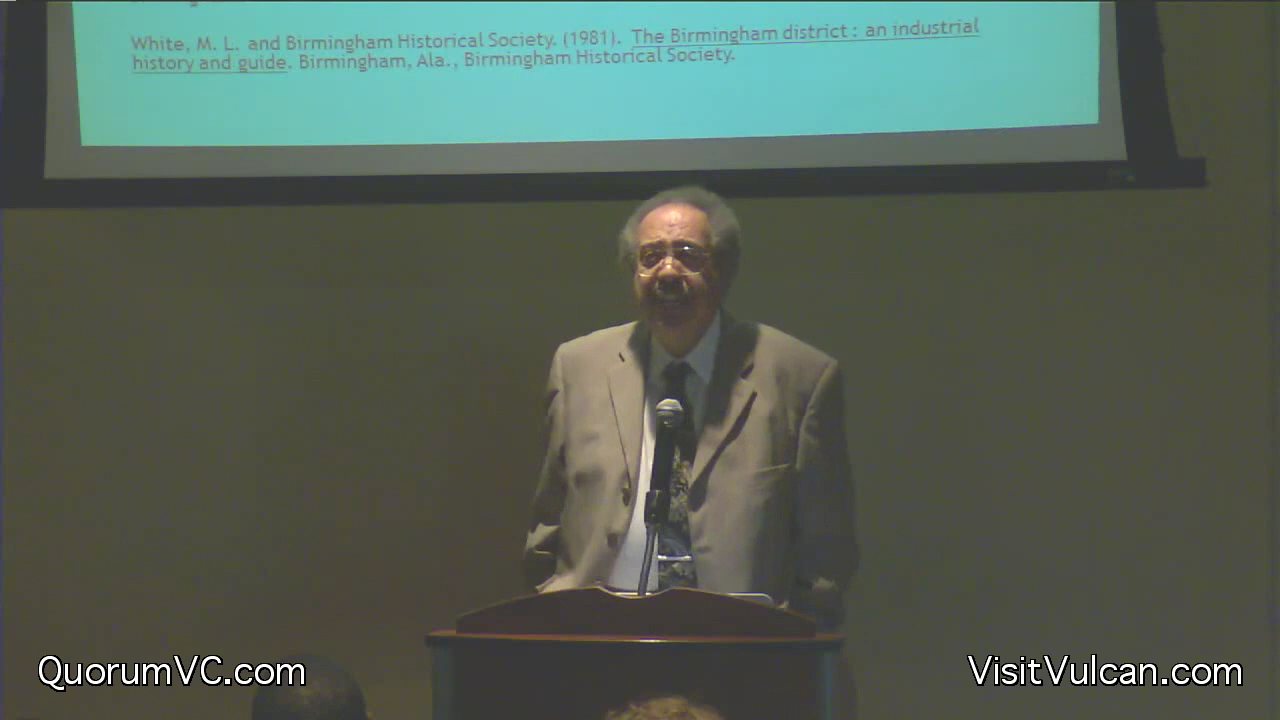 White, M. L. and Birmingham Historical Society. (1981). The Birmingham district : an industrial
history and guide. Birmingham, Ala., Birmingham Historical Society.
QuorumVC.com
VisitVulcan.com